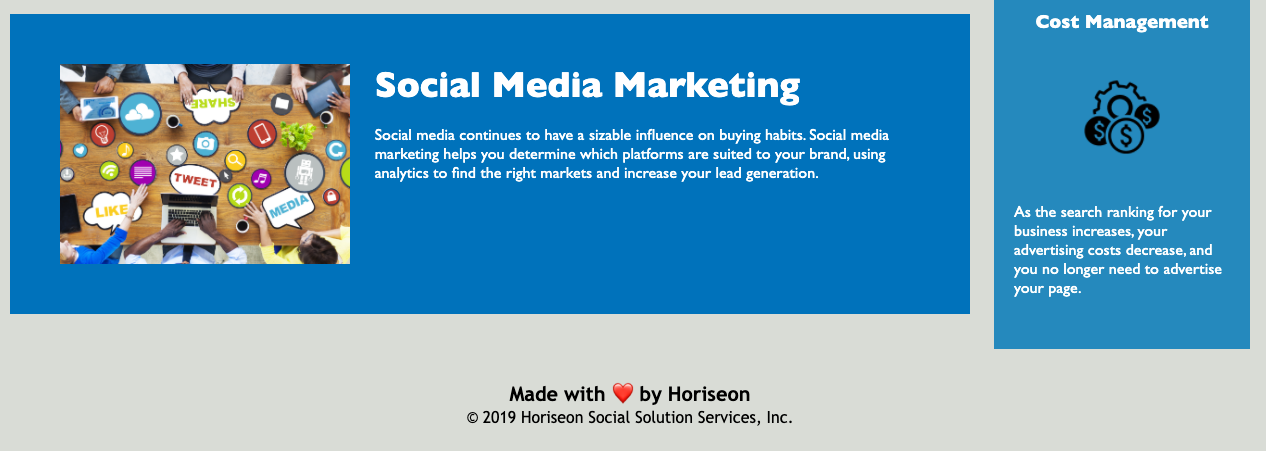 Social Media Marketing
Social media continues to have a sizable influence on buying habits. Social media
marketing helps you determine which platforms are suited to your brand, using
analytics to find the right markets and increase your lead generation.
SHARE
TWEET
LIKE
MEDIA
Cost Management
$ $
$
As the search ranking for your
business increases, your
advertising costs decrease, and
you no longer need to advertise
your page.
Made with ❤️ by Horiseon
© 2019 Horiseon Social Solution Services, Inc.